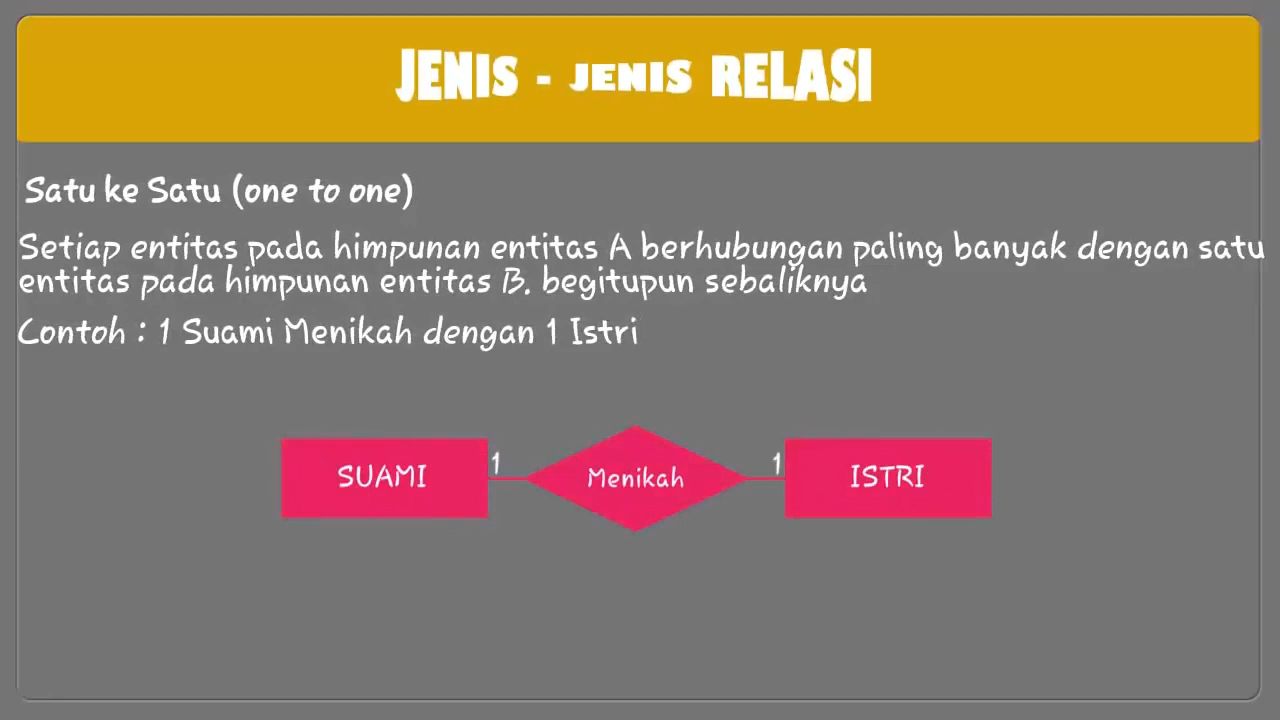 JENIS - JENIS RELASI
Satu ke Satu (one to one)
Setiap entitas pada himpunan entitas A berhubungan paling banyak dengan satu
entitas pada himpunan entitas B. begitupun sebaliknya
Contoh : 1 Suami Menikah dengan 1 Istri
SUAMI 1 Menikah 1 ISTRI